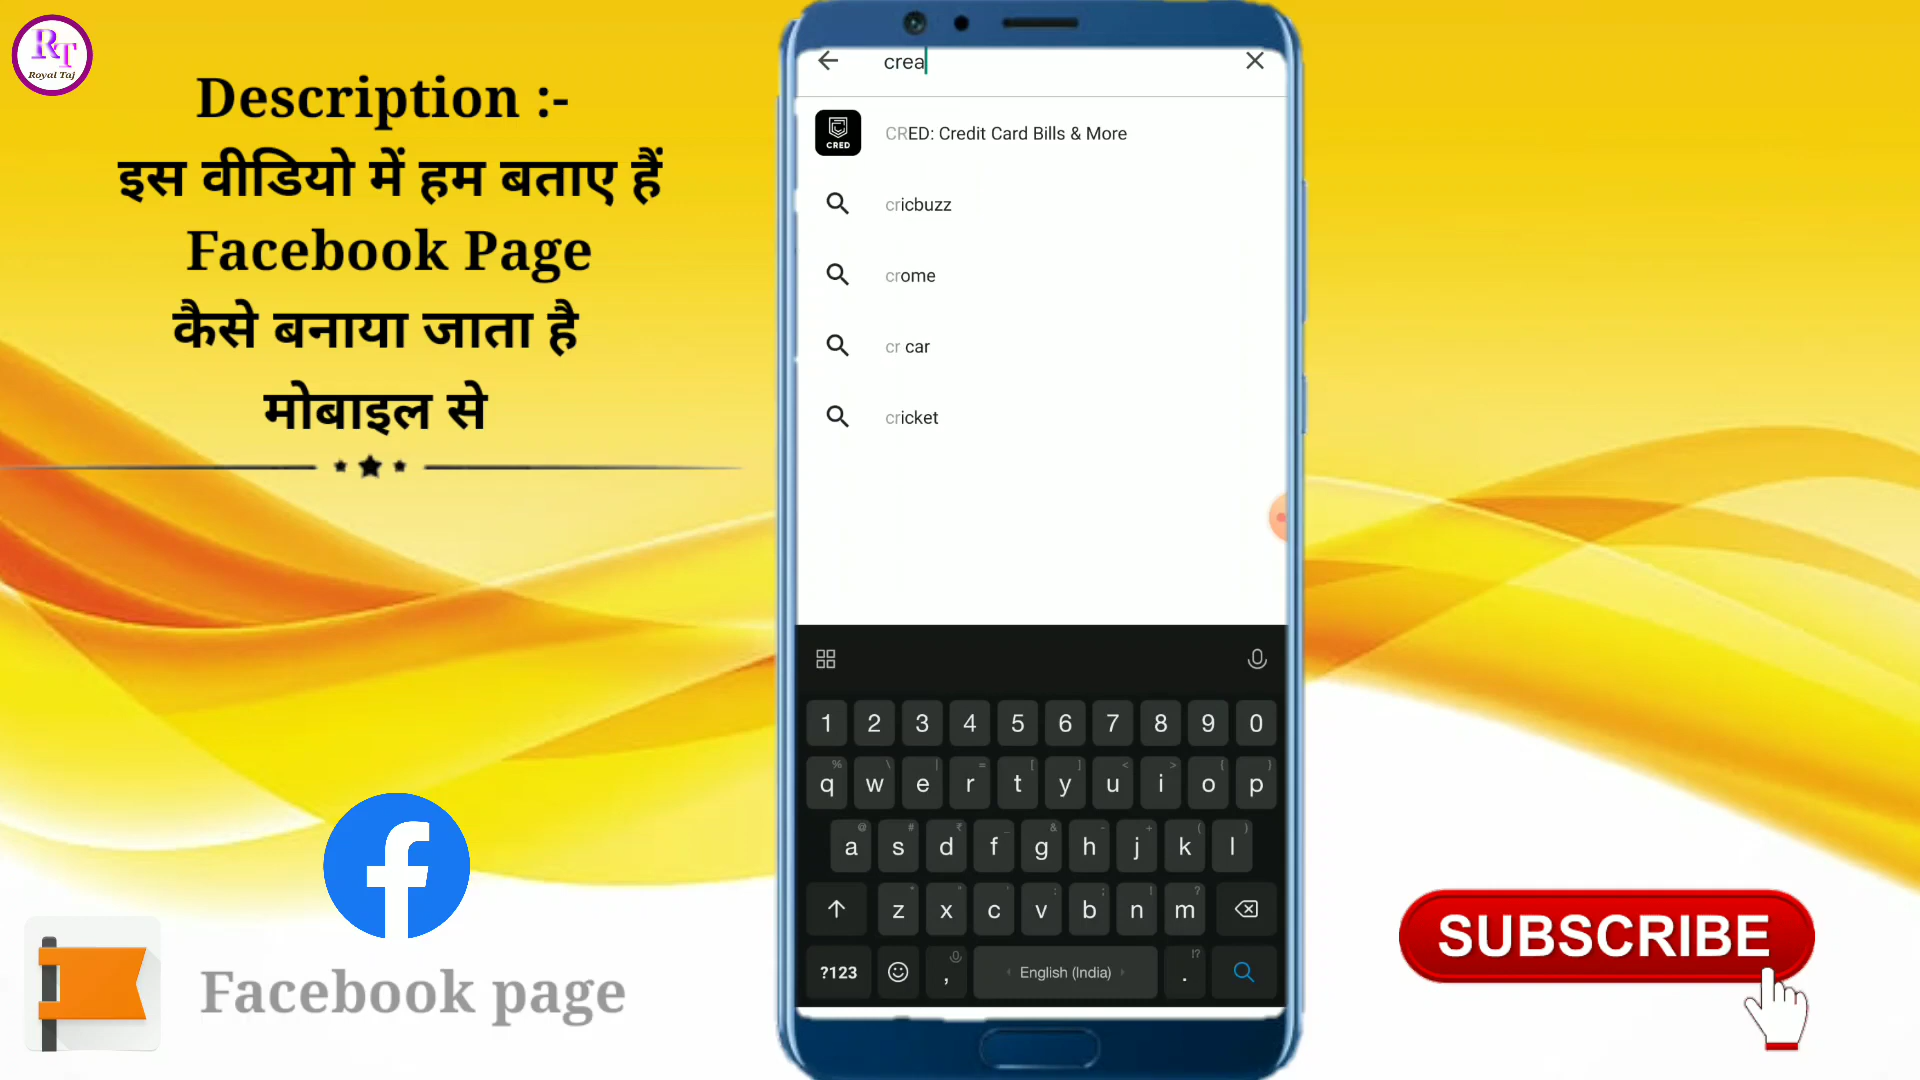 RT
Royal Taj
Description :-
इस वीडियो में हम बताए हैं
Facebook Page
कैसे बनाया जाता है
मोबाइल से
Facebook page
crea
CRED
CRED: Credit Card Bills & More
cricbuzz
crome
cr car
cricket
1 2 3 4 5 6 7 8 9 0
% \ | = [ ] < > { }
q w e r t y u i o p
@ # ₹ _ & - + ( )
a s d f g h j k l
* " ' : ; ! ?
z x c v b n m
!?
?123 , English (India) .
SUBSCRIBE